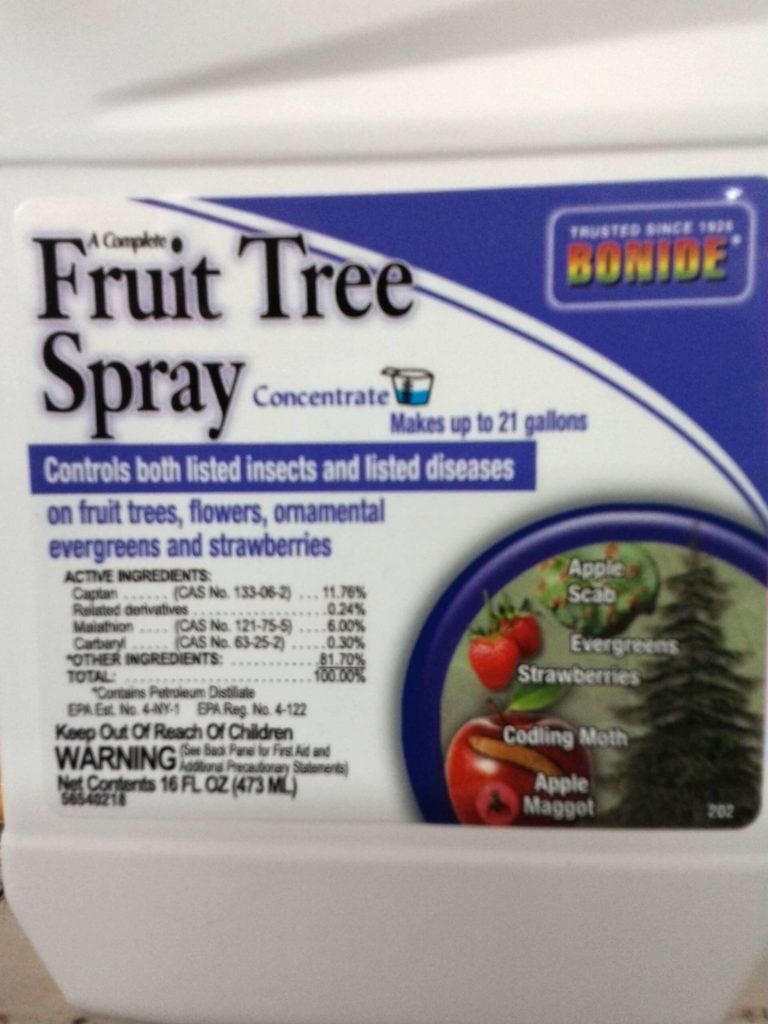 TRUSTED SINCE 1926
BONIDE®
A Complete
Fruit Tree
Spray Concentrate
Makes up to 21 gallons
Controls both listed insects and listed diseases
on fruit trees, flowers, ornamental
evergreens and strawberries
ACTIVE INGREDIENTS:
Captan ...... (CAS No. 133-06-2) ... 11.76%
Related derivatives ...................... 0.24%
Malathion .... (CAS No. 121-75-5) .... 6.00%
Carbaryl .... (CAS No. 63-25-2) .... 0.30%
*OTHER INGREDIENTS: .............. 81.70%
TOTAL: ............................. 100.00%
*Contains Petroleum Distillate
EPA Est. No. 4-NY-1 EPA Reg. No. 4-122
Keep Out Of Reach Of Children
WARNING (See Back Panel for First Aid and
Additional Precautionary Statements)
Net Contents 16 FL OZ (473 ML)
56540218
Apple
Scab
Evergreens
Strawberries
Codling Moth
Apple
Maggot
202